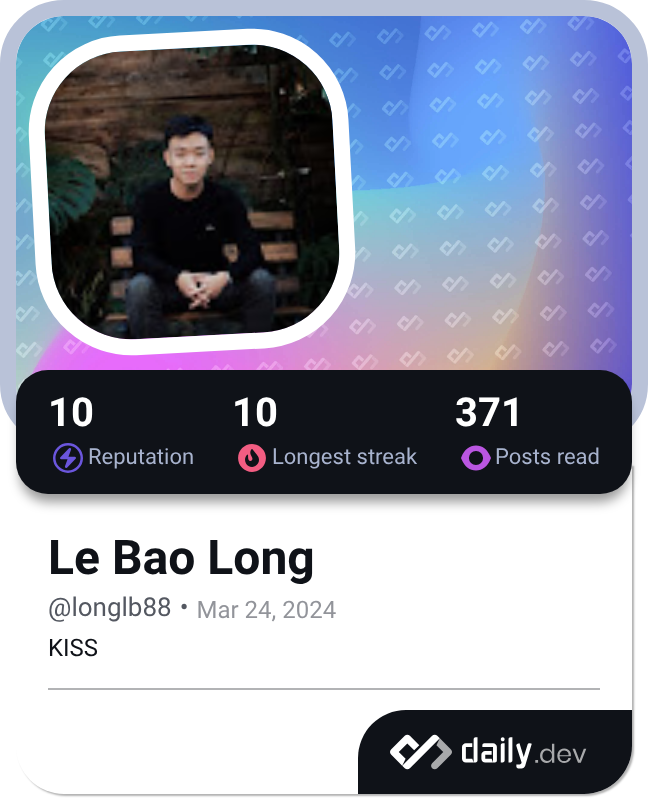 10 10 371
Reputation Longest streak Posts read
Le Bao Long
@longlb88 • Mar 24, 2024
KISS
daily.dev